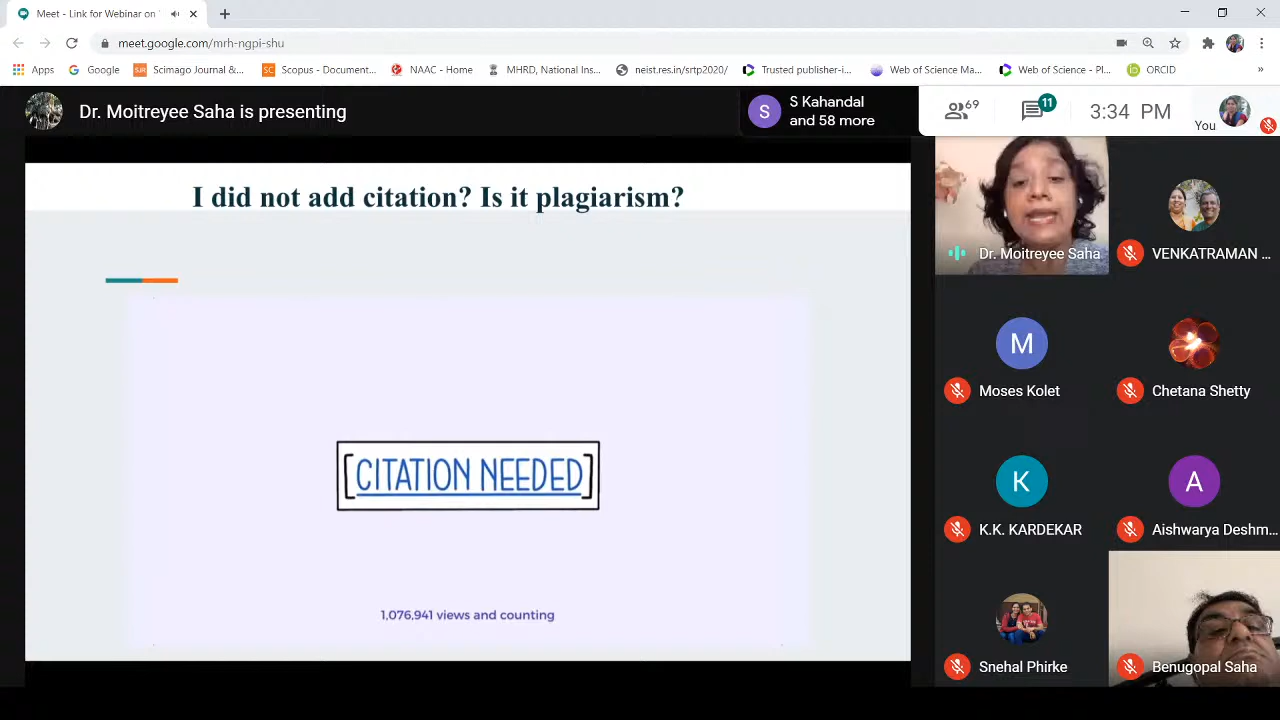 Meet - Link for Webinar on '
meet.google.com/mrh-ngpi-shu
Apps
Google
SJR
Scimago Journal &...
SC
Scopus - Document...
NAAC - Home
MHRD, National Ins...
neist.res.in/srtp2020/
Trusted publisher-i...
Web of Science Ma...
Web of Science - Pl...
iD
ORCID
»
Dr. Moitreyee Saha is presenting
S
S Kahandal
and 58 more
69
11
3:34 PM
You
I did not add citation? Is it plagiarism?
[CITATION NEEDED]
1,076,941 views and counting
Dr. Moitreyee Saha
VENKATRAMAN ...
M
Moses Kolet
Chetana Shetty
K
K.K. KARDEKAR
A
Aishwarya Deshm...
Snehal Phirke
Benugopal Saha